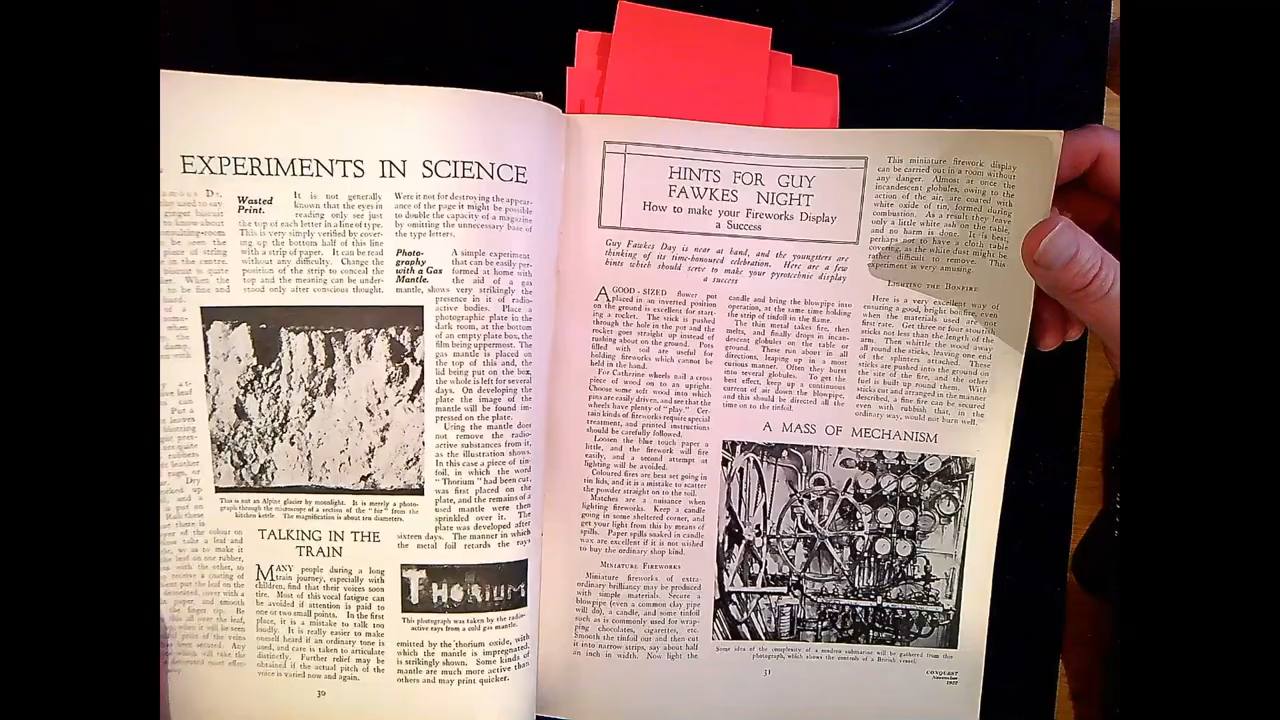 EXPERIMENTS IN SCIENCE
Wasted
Print.
It is not generally
known that the eyes in
reading only see just
the top of each letter in a line of type.
This is very simply verified by cover-
ing up the bottom half of this line
with a strip of paper. It can be read
without any difficulty. Change the
position of the strip to conceal the
top and the meaning can be under-
stood only after conscious thought.
This is not an Alpine glacier by moonlight. It is merely a photo-
graph through the microscope of a section of the "fur" from the
kitchen kettle. The magnification is about ten diameters.
TALKING IN THE
TRAIN
MANY people during a long
train journey, especially with
children, find that their voices soon
tire. Most of this vocal fatigue can
be avoided if attention is paid to
one or two small points. In the first
place, it is a mistake to talk too
loudly. It is really easier to make
oneself heard if an ordinary tone is
used, and care is taken to articulate
distinctly. Further relief may be
obtained if the actual pitch of the
voice is varied now and again.
Were it not for destroying the appear-
ance of the page it might be possible
to double the capacity of a magazine
by omitting the unnecessary base of
the type letters.
Photo-
graphy
with a Gas
Mantle.
A simple experiment
that can be easily per-
formed at home with
the aid of a gas
mantle, shows very strikingly the
presence in it of radio-
active bodies. Place a
photographic plate in the
dark room, at the bottom
of an empty plate box, the
film being uppermost. The
gas mantle is placed on
the top of this and, the
lid being put on the box,
the whole is left for several
days. On developing
the plate the image of the
mantle will be found im-
pressed on the plate.
Using the mantle does
not remove the radio-
active substances from it,
as the illustration shows.
In this case a piece of tin-
foil, in which the word
"Thorium" had been cut,
was first placed on the
plate, and the remains of a
used mantle were then
sprinkled over it. The
plate was developed after
sixteen days. The manner in which
the metal foil retards the rays
THORIUM
This photograph was taken by the radio-
active rays from a cold gas mantle.
emitted by the thorium oxide, with
which the mantle is impregnated,
is strikingly shown. Some kinds of
mantle are much more active than
others and may print quicker.
30
HINTS FOR GUY
FAWKES NIGHT
How to make your Fireworks Display
a Success
Guy Fawkes Day is near at hand, and the youngsters are
thinking of its time-honoured celebration. Here are a few
hints which should serve to make your pyrotechnic display
a success
A GOOD-SIZED flower pot
placed in an inverted position
on the ground is excellent for start-
ing a rocket. The stick is pushed
through the hole in the pot and the
rocket goes straight up instead of
rushing about on the ground. Pots
filled with soil are useful for
holding fireworks which cannot be
held in the hand.
For Catherine wheels nail a cross
piece of wood on to an upright.
Choose some soft wood into which
pins are easily driven, and see that the
wheels have plenty of "play." Cer-
tain kinds of fireworks require special
treatment, and printed instructions
should be carefully followed.
Loosen the blue touch paper a
little, and the firework will fire
easily, and a second attempt at
lighting will be avoided.
Coloured fires are best set going in
tin lids, and it is a mistake to scatter
the powder straight on to the soil.
Matches are a nuisance when
lighting fireworks. Keep a candle
going in some sheltered corner, and
get your light from this by means of
spills. Paper spills soaked in candle
wax are excellent if it is not wished
to buy the ordinary shop kind.
MINIATURE FIREWORKS
Miniature fireworks of extra-
ordinary brilliancy may be produced
with simple materials. Secure a
blowpipe (even a common clay pipe
will do), a candle, and some tinfoil
such as is commonly used for wrap-
ping chocolates, cigarettes, etc.
Smooth the tinfoil out and then cut
it into narrow strips, say about half
an inch in width. Now light the
candle and bring the blowpipe into
operation, at the same time holding
the strip of tinfoil in the flame.
The thin metal takes fire, then
melts, and finally drops in incan-
descent globules on the table or
ground. These run about in all
directions, leaping up in a most
curious manner. Often they burst
into several globules. To get the
best effect, keep up a continuous
current of air down the blowpipe,
and this should be directed all the
time on to the tinfoil.
This miniature firework display
can be carried out in a room without
any danger. Almost at once the
incandescent globules, owing to the
action of the air, are coated with
white oxide of tin, formed during
combustion. As a result they leave
only a little white ash on the table,
and no harm is done. It is best,
perhaps, not to have a cloth table
covering, as the white dust might be
rather difficult to remove. This
experiment is very amusing.
LIGHTING THE BONFIRE
Here is a very excellent way of
making a good, bright bonfire, even
when the materials used are not
first rate. Get three or four stoutish
sticks not less than the length of the
arm. Then whittle the wood away
all round the sticks, leaving one end
of the splinters attached. These
sticks are pushed into the ground on
the site of the fire, and the other
fuel is built up round them. With
sticks cut and arranged in the manner
described, a fine fire can be secured
even with rubbish that, in the
ordinary way, would not burn well.
A MASS OF MECHANISM
Some idea of the complexity of a modern submarine will be gathered from this
photograph, which shows the controls of a British vessel.
31
CONQUEST
November
1922